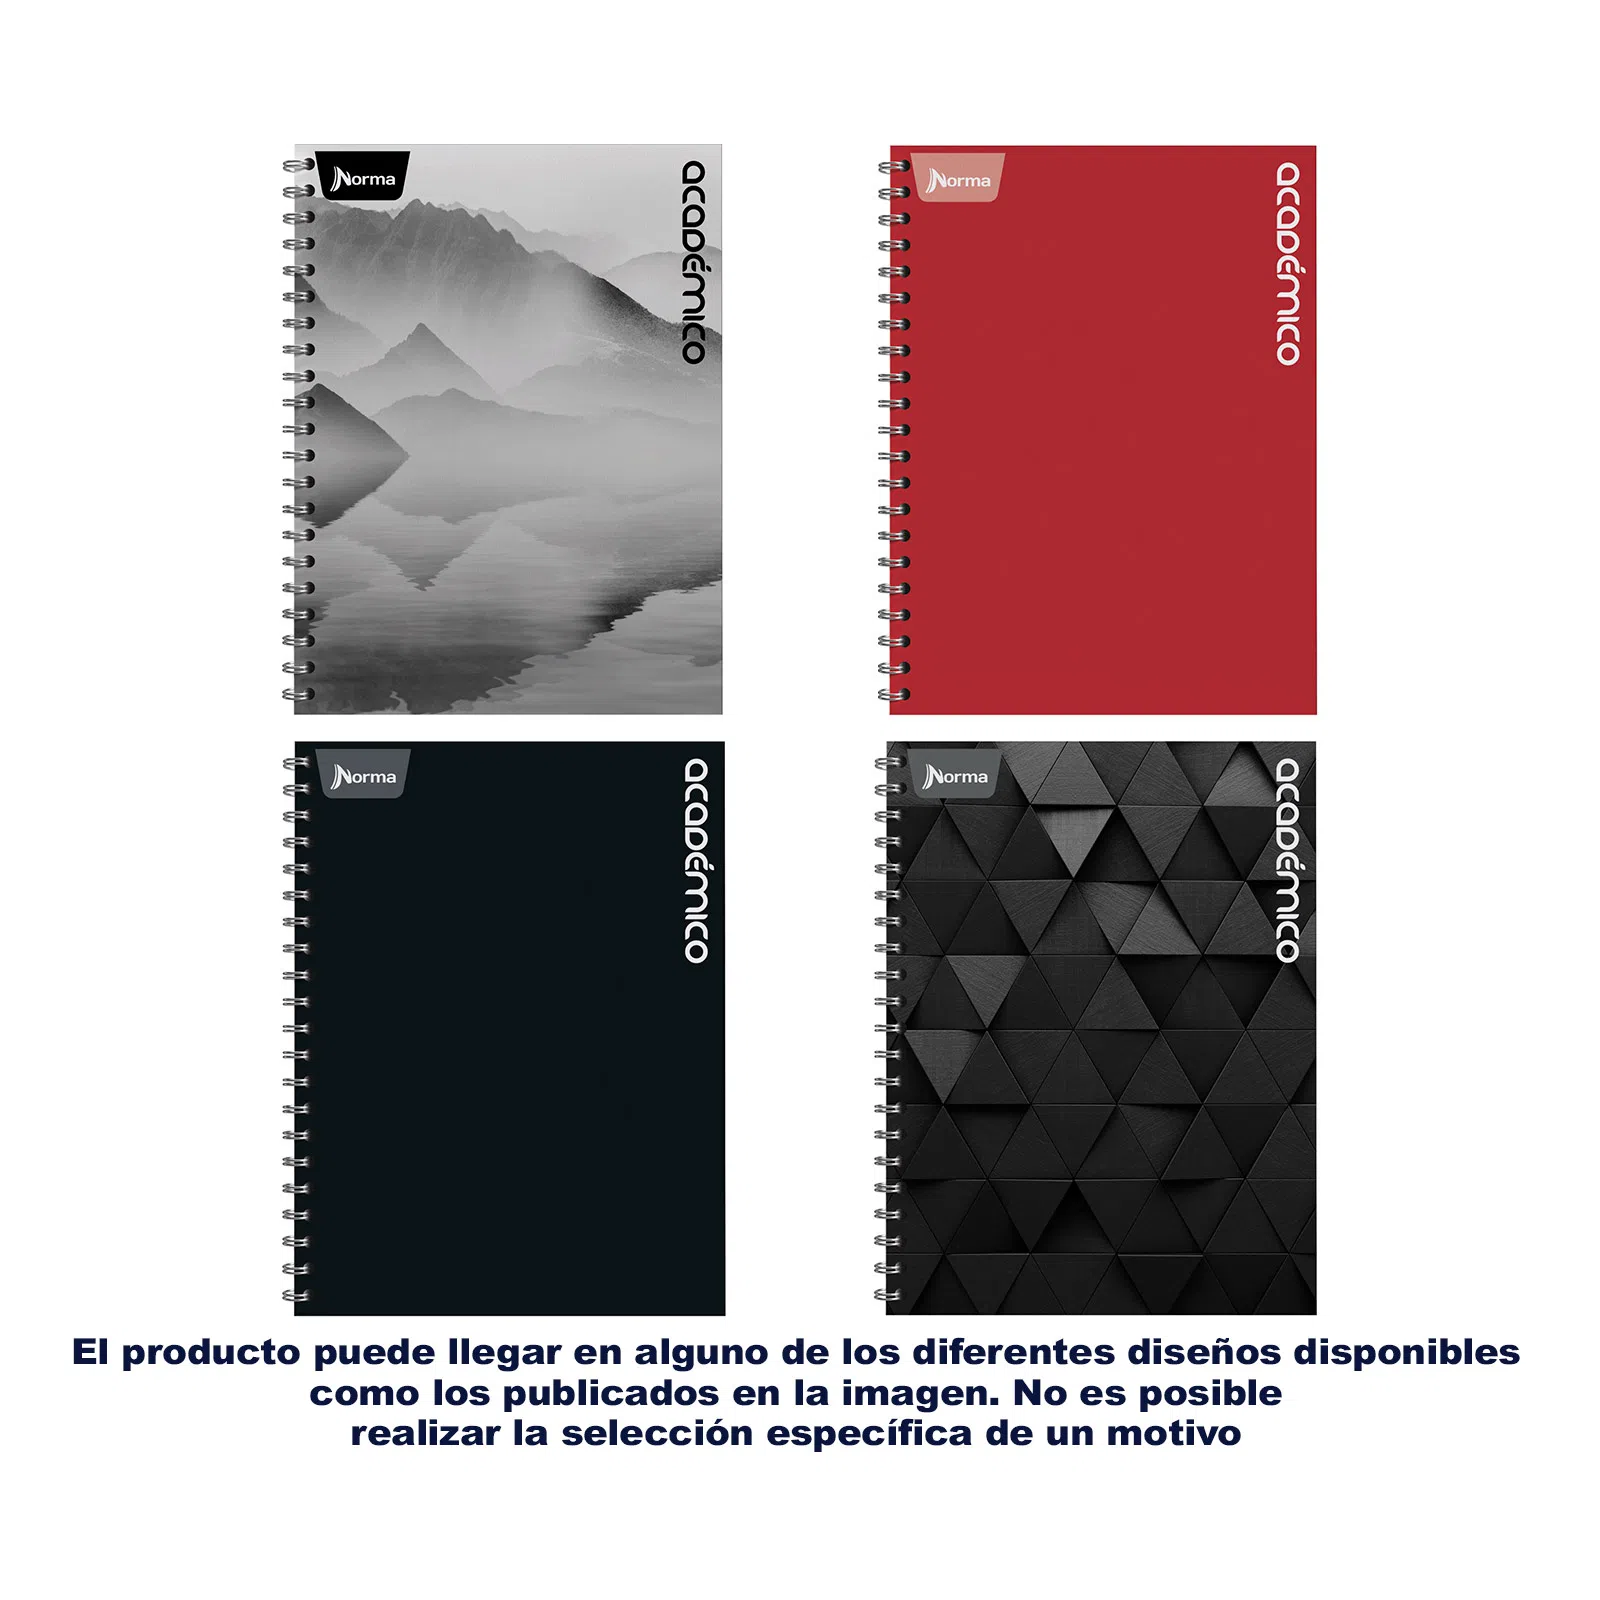 Norma
académico
Norma
académico
Norma
académico
Norma
académico
El producto puede llegar en alguno de los diferentes diseños disponibles
como los publicados en la imagen. No es posible
realizar la selección específica de un motivo